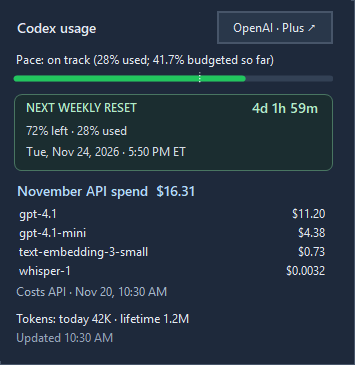 Codex usage
OpenAI · Plus ↗
Pace: on track (28% used; 41.7% budgeted so far)
NEXT WEEKLY RESET
4d 1h 59m
72% left · 28% used
Tue, Nov 24, 2026 · 5:50 PM ET
November API spend $16.31
gpt-4.1 $11.20
gpt-4.1-mini $4.38
text-embedding-3-small $0.73
whisper-1 $0.0032
Costs API · Nov 20, 10:30 AM
Tokens: today 42K · lifetime 1.2M
Updated 10:30 AM